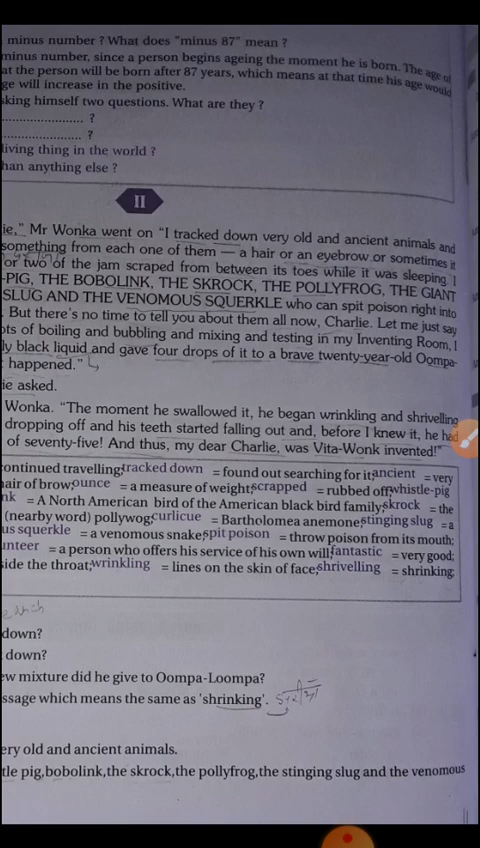 minus number ? What does "minus 87" mean ?
minus number, since a person begins ageing the moment he is born. The age of
at the person will be born after 87 years, which means at that time his age would
ge will increase in the positive.
sking himself two questions. What are they ?
........................ ?
........................ ?
living thing in the world ?
han anything else ?
II
ie," Mr Wonka went on "I tracked down very old and ancient animals and
something from each one of them — a hair or an eyebrow or sometimes it
or two of the jam scraped from between its toes while it was sleeping. I
-PIG, THE BOBOLINK, THE SKROCK, THE POLLYFROG, THE GIANT
SLUG AND THE VENOMOUS SQUERKLE who can spit poison right into
. But there's no time to tell you about them all now, Charlie. Let me just say
ots of boiling and bubbling and mixing and testing in my Inventing Room, I
ly black liquid and gave four drops of it to a brave twenty-year-old Oompa-
happened."
ie asked.
Wonka. "The moment he swallowed it, he began wrinkling and shrivelling
dropping off and his teeth started falling out and, before I knew it, he had
of seventy-five! And thus, my dear Charlie, was Vita-Wonk invented!"
continued travelling;tracked down = found out searching for it;ancient = very
hair of brow;ounce = a measure of weight;scrapped = rubbed off;whistle-pig
nk = A North American bird of the American black bird family;skrock = the
(nearby word) pollywog;curlicue = Bartholomea anemone;stinging slug = a
us squerkle = a venomous snake;spit poison = throw poison from its mouth;
unteer = a person who offers his service of his own will;fantastic = very good;
side the throat;wrinkling = lines on the skin of face;shrivelling = shrinking;
down?
down?
ew mixture did he give to Oompa-Loompa?
ssage which means the same as 'shrinking'.
ery old and ancient animals.
tle pig,bobolink,the skrock,the pollyfrog,the stinging slug and the venomous